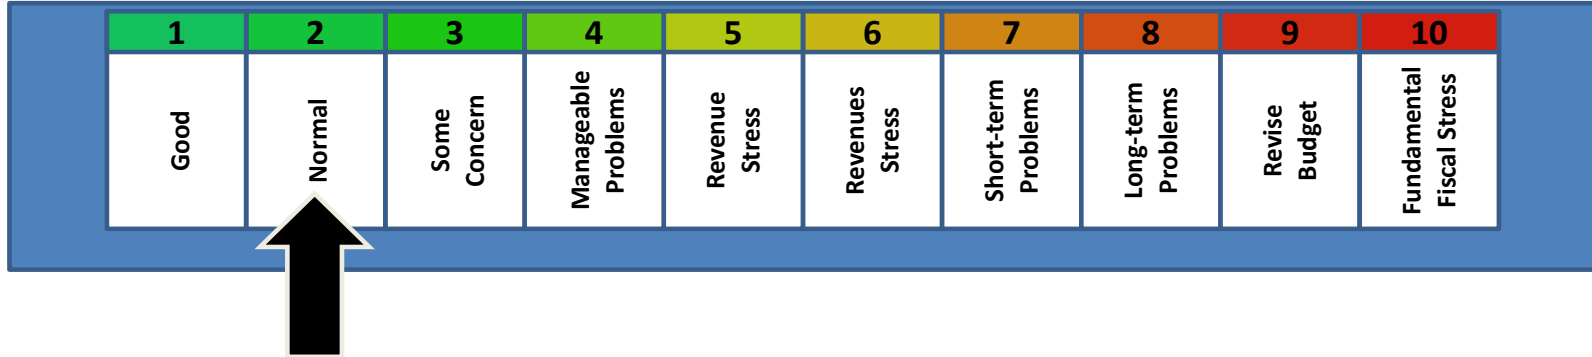 1 2 3 4 5 6 7 8 9 10
Good
Normal
Some
Concern
Manageable
Problems
Revenue
Stress
Revenues
Stress
Short-term
Problems
Long-term
Problems
Revise
Budget
Fundamental
Fiscal Stress